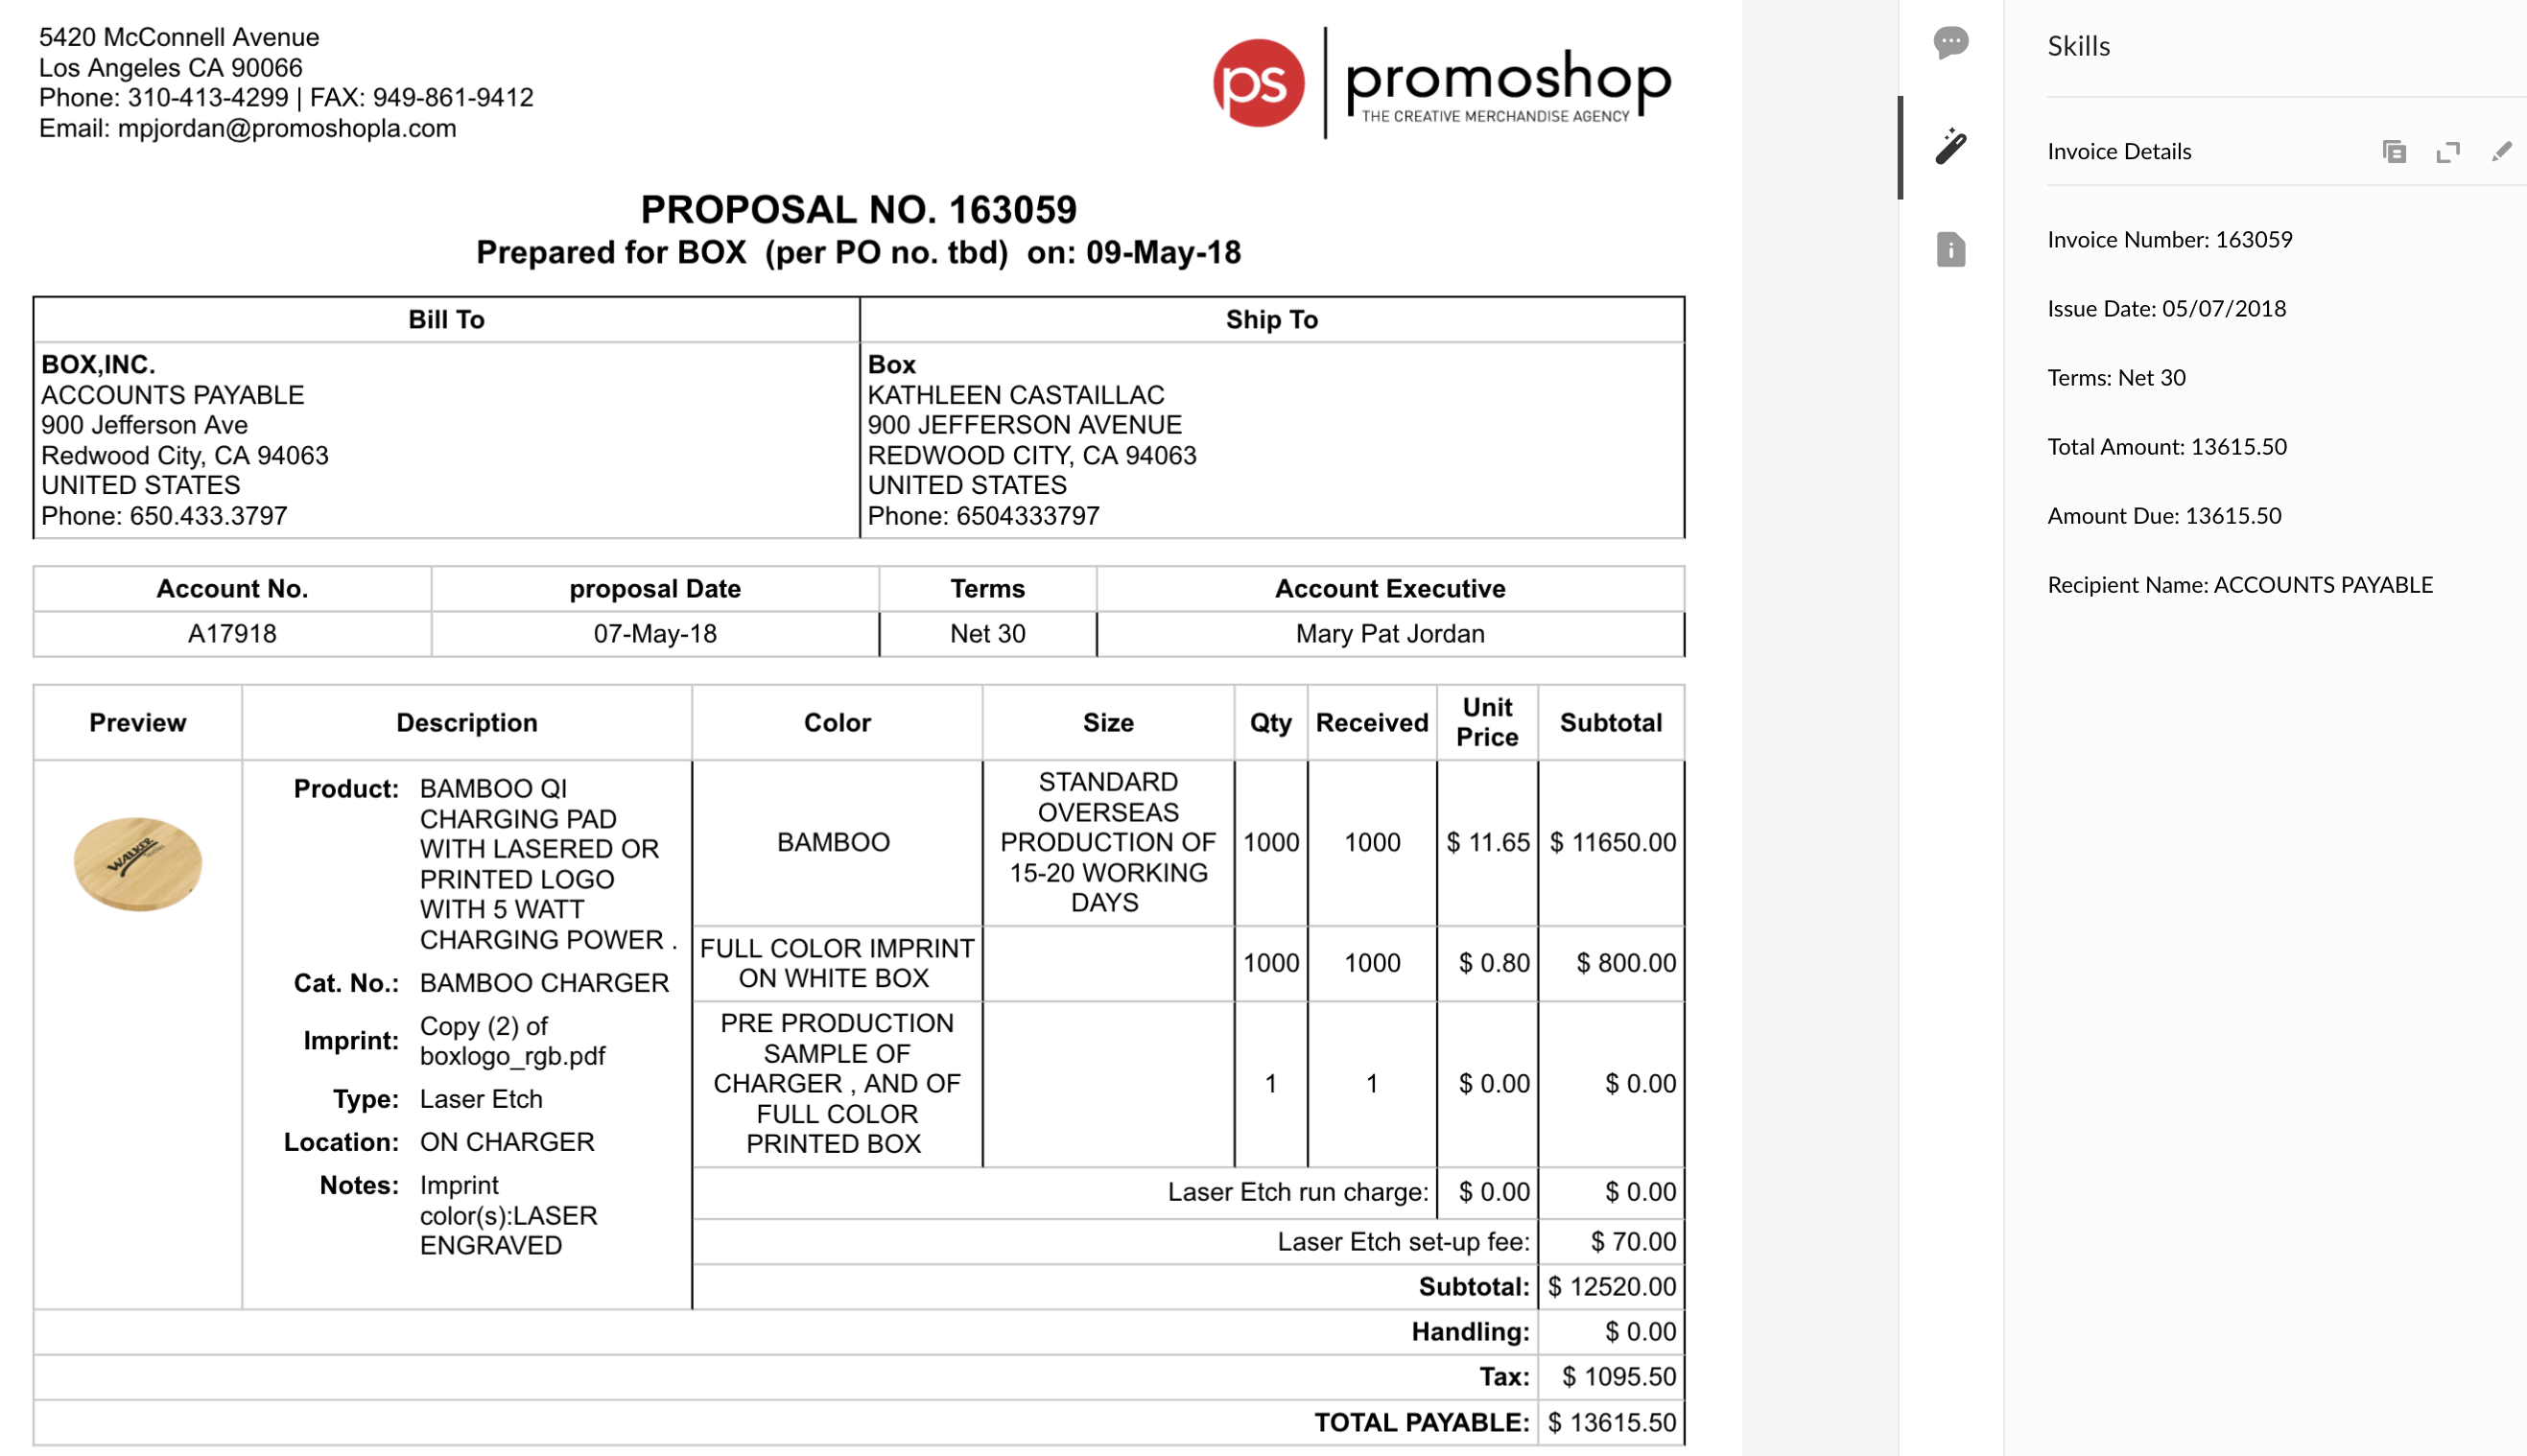 5420 McConnell Avenue
Los Angeles CA 90066
Phone: 310-413-4299 | FAX: 949-861-9412
Email: mpjordan@promoshopla.com
ps
promoshop
THE CREATIVE MERCHANDISE AGENCY
PROPOSAL NO. 163059
Prepared for BOX (per PO no. tbd) on: 09-May-18
Bill To
BOX,INC.
ACCOUNTS PAYABLE
900 Jefferson Ave
Redwood City, CA 94063
UNITED STATES
Phone: 650.433.3797
Ship To
Box
KATHLEEN CASTAILLAC
900 JEFFERSON AVENUE
REDWOOD CITY, CA 94063
UNITED STATES
Phone: 6504333797
Account No. proposal Date Terms Account Executive
A17918 07-May-18 Net 30 Mary Pat Jordan
Preview Description Color Size Qty Received Unit Price Subtotal
WALKER
Product: BAMBOO QI
CHARGING PAD
WITH LASERED OR
PRINTED LOGO
WITH 5 WATT
CHARGING POWER .
Cat. No.: BAMBOO CHARGER
Imprint: Copy (2) of
boxlogo_rgb.pdf
Type: Laser Etch
Location: ON CHARGER
Notes: Imprint
color(s):LASER
ENGRAVED
BAMBOO
STANDARD
OVERSEAS
PRODUCTION OF
15-20 WORKING
DAYS
1000 1000 $ 11.65 $ 11650.00
FULL COLOR IMPRINT
ON WHITE BOX
1000 1000 $ 0.80 $ 800.00
PRE PRODUCTION
SAMPLE OF
CHARGER , AND OF
FULL COLOR
PRINTED BOX
1 1 $ 0.00 $ 0.00
Laser Etch run charge: $ 0.00 $ 0.00
Laser Etch set-up fee: $ 70.00
Subtotal: $ 12520.00
Handling: $ 0.00
Tax: $ 1095.50
TOTAL PAYABLE: $ 13615.50
Skills
Invoice Details
Invoice Number: 163059
Issue Date: 05/07/2018
Terms: Net 30
Total Amount: 13615.50
Amount Due: 13615.50
Recipient Name: ACCOUNTS PAYABLE